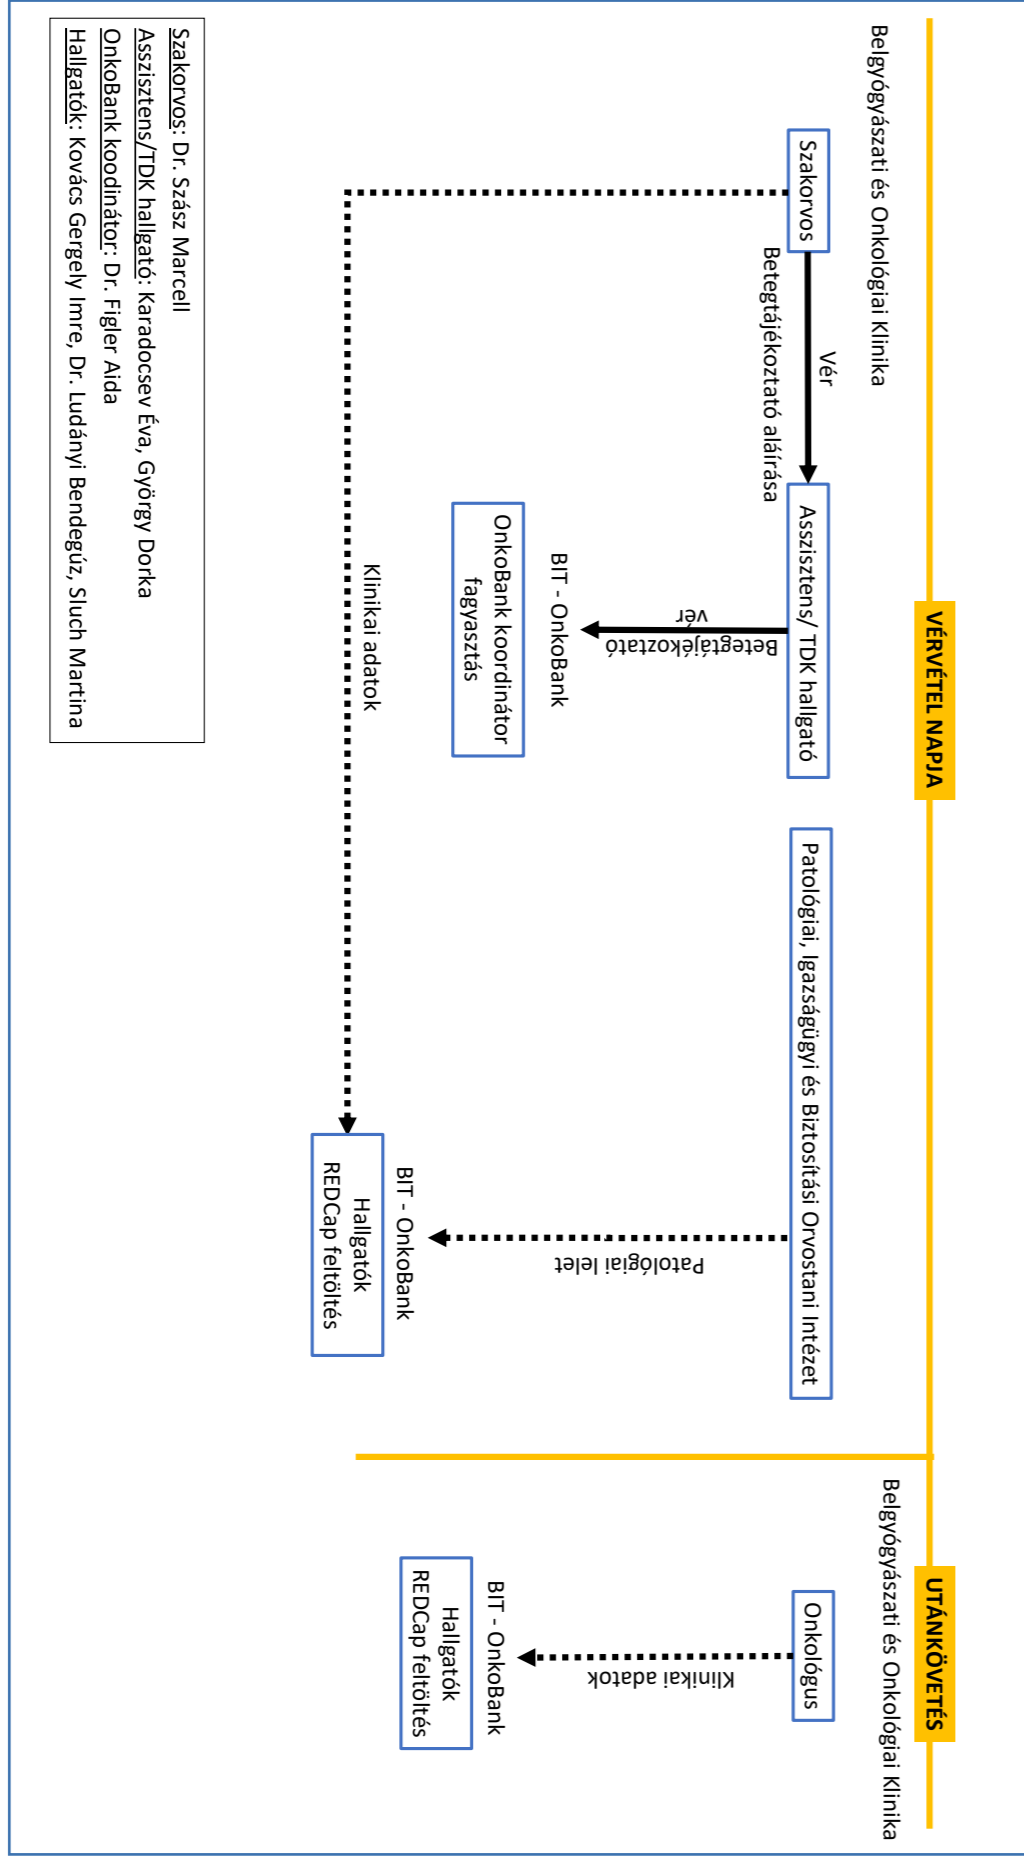 VÉRVÉTEL NAPJA
UTÁNKÖVETÉS
Belgyógyászati és Onkológiai Klinika
Belgyógyászati és Onkológiai Klinika
Szakorvos
Vér
Betegtájékoztató aláírása
Asszisztens/ TDK hallgató
Betegtájékoztató
vér
BIT - OnkoBank
OnkoBank koordinátor
fagyasztás
Klinikai adatok
Patológiai, Igazságügyi és Biztosítási Orvostani Intézet
Patológiai lelet
BIT - OnkoBank
Hallgatók
REDCap feltöltés
Onkológus
Klinikai adatok
BIT - OnkoBank
Hallgatók
REDCap feltöltés
Szakorvos: Dr. Szász Marcell
Asszisztens/TDK hallgató: Karadocsev Éva, György Dorka
OnkoBank koodinátor: Dr. Figler Aida
Hallgatók: Kovács Gergely Imre, Dr. Ludányi Bendegúz, Sluch Martina